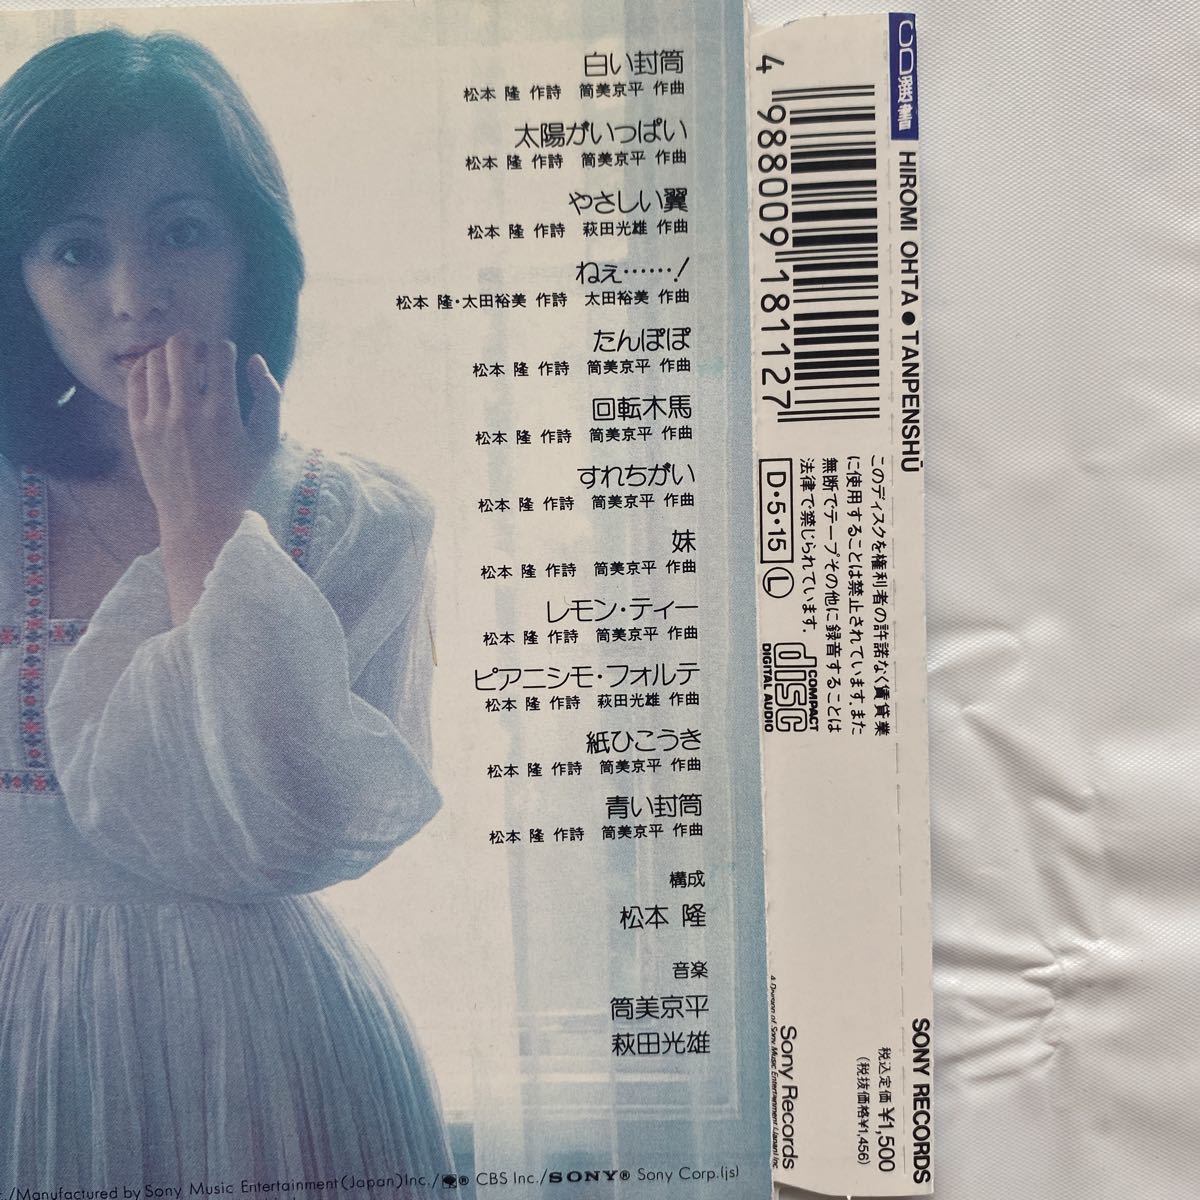 白い封筒
松本 隆 作詩 筒美京平 作曲
太陽がいっぱい
松本 隆 作詩 筒美京平 作曲
やさしい翼
松本 隆 作詩 萩田光雄 作曲
ねぇ……!
松本 隆・太田裕美 作詩 太田裕美 作曲
たんぽぽ
松本 隆 作詩 筒美京平 作曲
回転木馬
松本 隆 作詩 筒美京平 作曲
すれちがい
松本 隆 作詩 筒美京平 作曲
妹
松本 隆 作詩 筒美京平 作曲
レモン・ティー
松本 隆 作詩 筒美京平 作曲
ピアニシモ・フォルテ
松本 隆 作詩 萩田光雄 作曲
紙ひこうき
松本 隆 作詩 筒美京平 作曲
青い封筒
松本 隆 作詩 筒美京平 作曲
構成
松本 隆
音楽
筒美京平
萩田光雄
./Manufactured by Sony Music Entertainment(Japan)Inc./ ® CBS Inc./SONY® Sony Corp.(js)
CD選書
HIROMI OHTA●TANPENSHŪ
SONY RECORDS
4 988009 181127
このディスクを権利者の許諾なく賃貸業
に使用することは禁止されています。また
無断でテープその他に録音することは
法律で禁じられています。
D・5・15 L
COMPACT
disc
DIGITAL AUDIO
税込定価¥1,500
(税抜価格¥1,456)
Sony Records
A Division of Sony Music Entertainment (Japan) Inc.